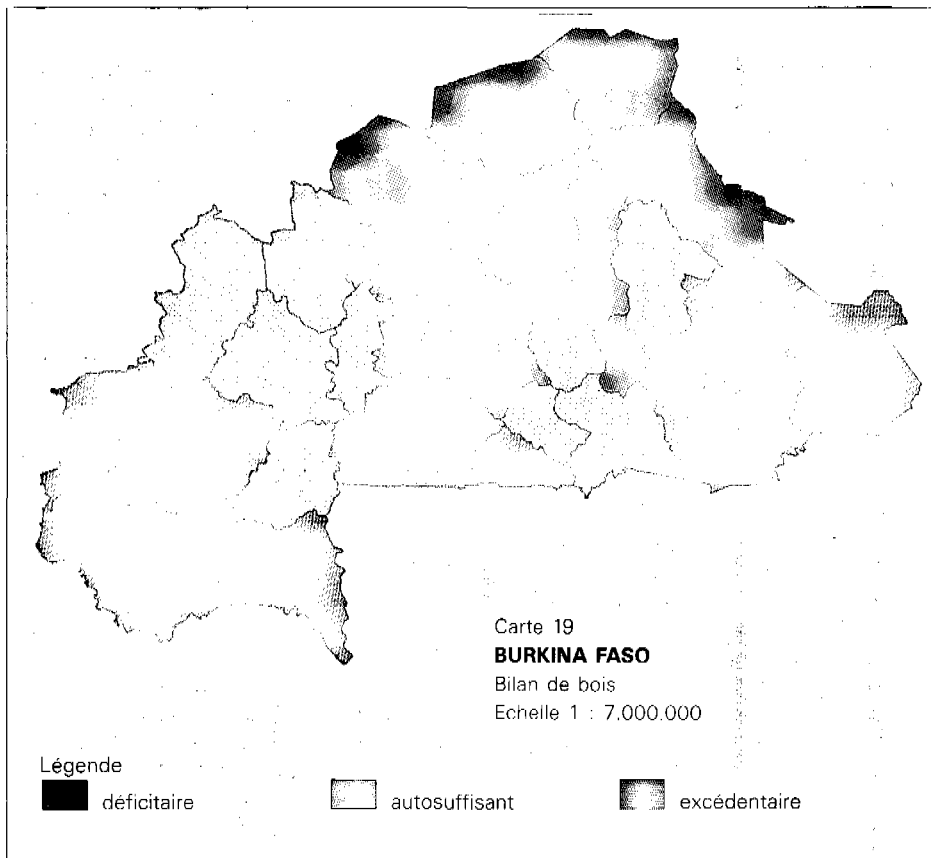 Carte 19
BURKINA FASO
Bilan de bois
Echelle 1 : 7.000.000
Légende
déficitaire
autosuffisant
excédentaire